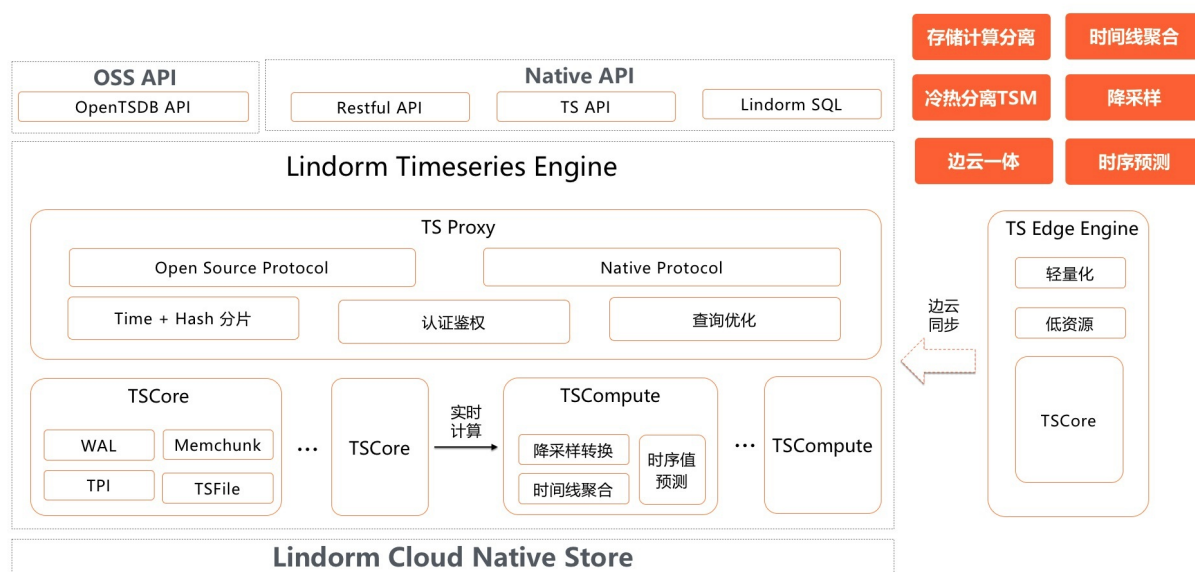 存储计算分离
时间线聚合
OSS API
Native API
OpenTSDB API
Restful API
TS API
Lindorm SQL
冷热分离TSM
降采样
边云一体
时序预测
Lindorm Timeseries Engine
TS Proxy
Open Source Protocol
Native Protocol
Time + Hash 分片
认证鉴权
查询优化
TS Edge Engine
轻量化
低资源
TSCore
边云
同步
TSCore
WAL
Memchunk
TPI
TSFile
...
TSCore
实时
计算
TSCompute
降采样转换
时间线聚合
时序值
预测
...
TSCompute
Lindorm Cloud Native Store